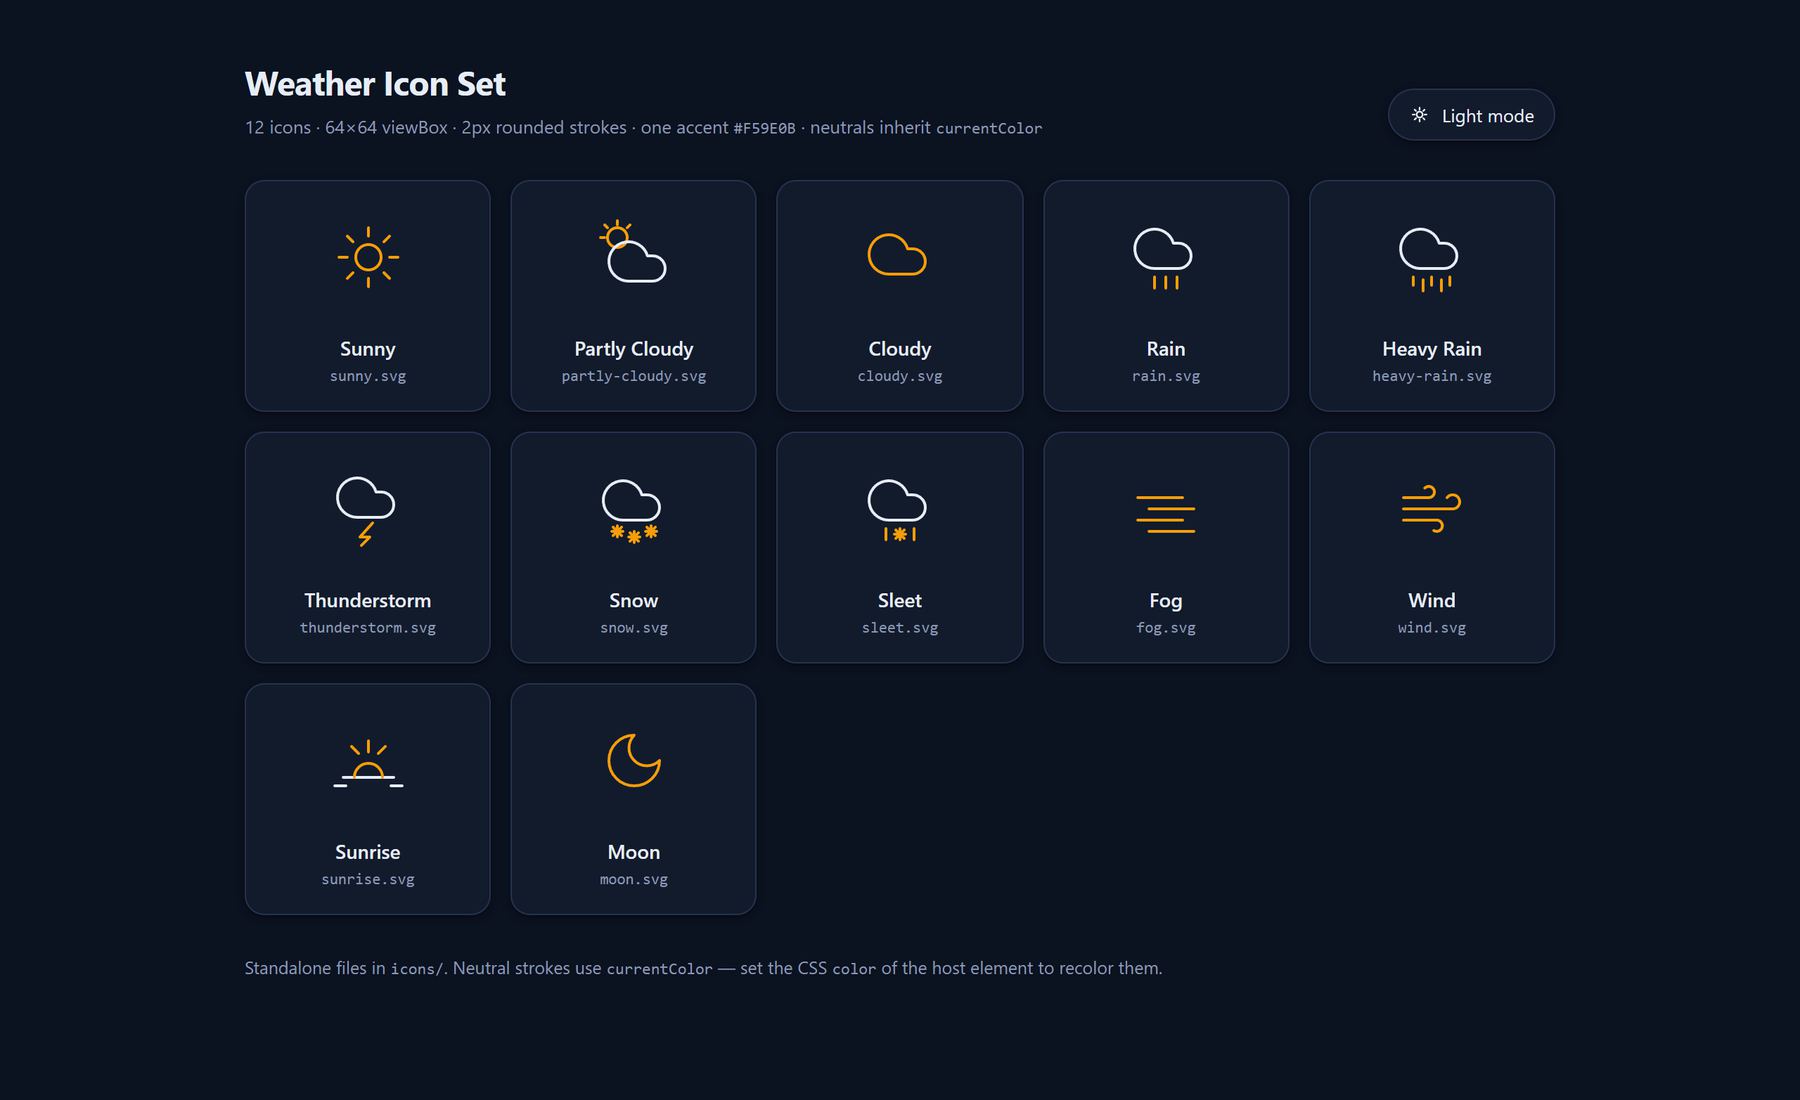 Weather Icon Set
12 icons · 64×64 viewBox · 2px rounded strokes · one accent #F59E0B · neutrals inherit currentColor
Light mode
Sunny
sunny.svg
Partly Cloudy
partly-cloudy.svg
Cloudy
cloudy.svg
Rain
rain.svg
Heavy Rain
heavy-rain.svg
Thunderstorm
thunderstorm.svg
Snow
snow.svg
Sleet
sleet.svg
Fog
fog.svg
Wind
wind.svg
Sunrise
sunrise.svg
Moon
moon.svg
Standalone files in icons/. Neutral strokes use currentColor — set the CSS color of the host element to recolor them.